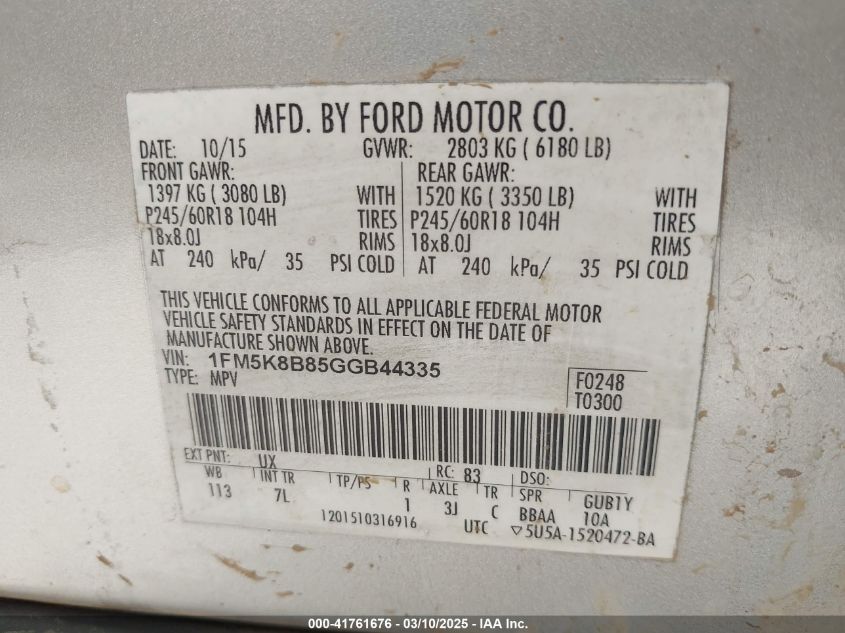 MFD. BY FORD MOTOR CO.
DATE: 10/15 GVWR: 2803 KG ( 6180 LB)
FRONT GAWR: REAR GAWR:
1397 KG ( 3080 LB) WITH 1520 KG ( 3350 LB) WITH
P245/60R18 104H TIRES P245/60R18 104H TIRES
18x8.0J RIMS 18x8.0J RIMS
AT 240 kPa/ 35 PSI COLD AT 240 kPa/ 35 PSI COLD
THIS VEHICLE CONFORMS TO ALL APPLICABLE FEDERAL MOTOR
VEHICLE SAFETY STANDARDS IN EFFECT ON THE DATE OF
MANUFACTURE SHOWN ABOVE.
VIN: 1FM5K8B85GGB44335
TYPE: MPV
F0248
T0300
EXT PNT: UX RC: 83 DSO:
WB INT TR TP/PS R AXLE TR SPR GUB1Y
113 7L 1 3J C BBAA 10A
1201510316916 UTC ▽5U5A-1520472-BA
000-41761676 - 03/10/2025 - IAA Inc.